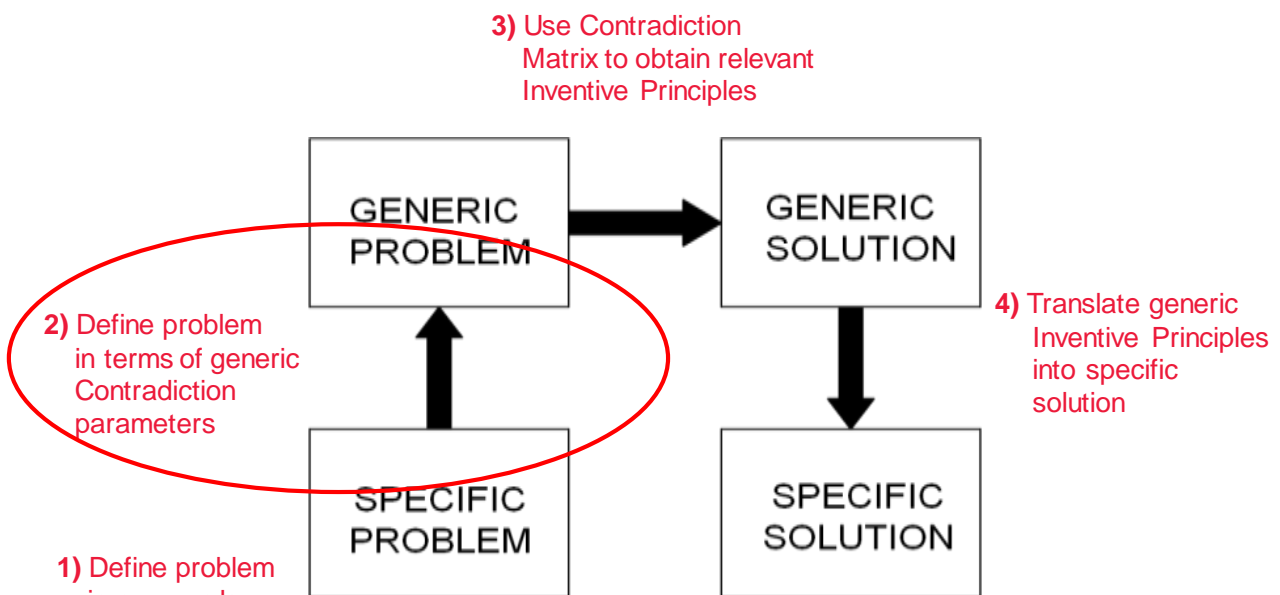 3) Use Contradiction
Matrix to obtain relevant
Inventive Principles
GENERIC
PROBLEM
GENERIC
SOLUTION
2) Define problem
in terms of generic
Contradiction
parameters
4) Translate generic
Inventive Principles
into specific
solution
SPECIFIC
PROBLEM
SPECIFIC
SOLUTION
1) Define problem